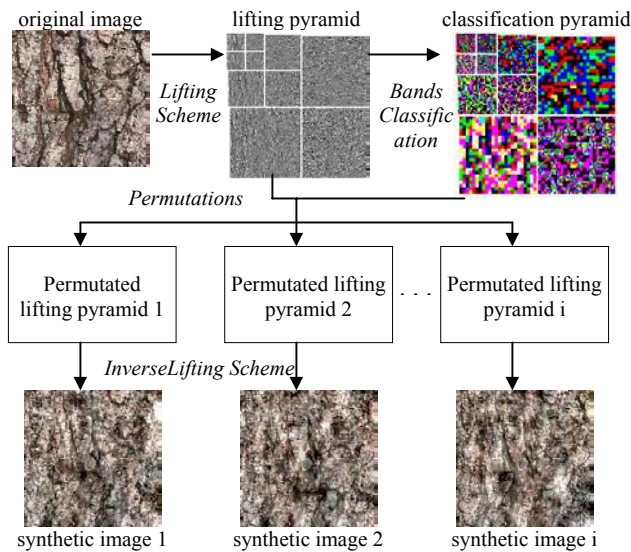 original image
lifting pyramid
classification pyramid
Lifting
Scheme
Bands
Classific
ation
Permutations
Permutated
lifting pyramid 1
Permutated lifting
pyramid 2
. . .
Permutated lifting
pyramid i
InverseLifting Scheme
synthetic image 1
synthetic image 2
synthetic image i